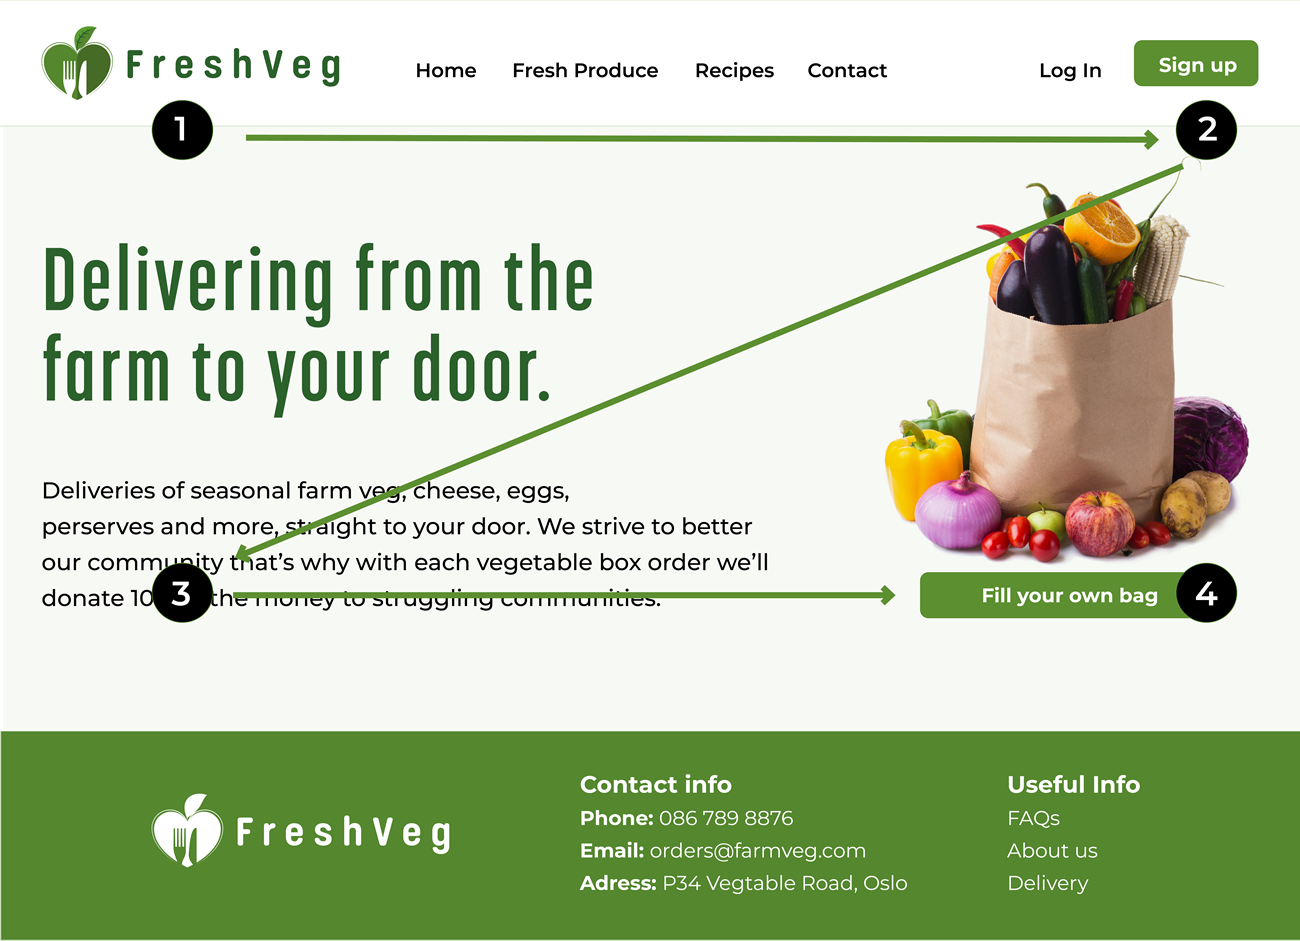 FreshVeg
Home
Fresh Produce
Recipes
Contact
Log In
Sign up
1
2
Delivering from the
farm to your door.
Deliveries of seasonal farm veg, cheese, eggs,
perserves and more, straight to your door. We strive to better
our community that's why with each vegetable box order we'll
donate 10 the money to struggling communities.
3
Fill your own bag
4
FreshVeg
Contact info
Phone: 086 789 8876
Email: orders@farmveg.com
Adress: P34 Vegtable Road, Oslo
Useful Info
FAQs
About us
Delivery